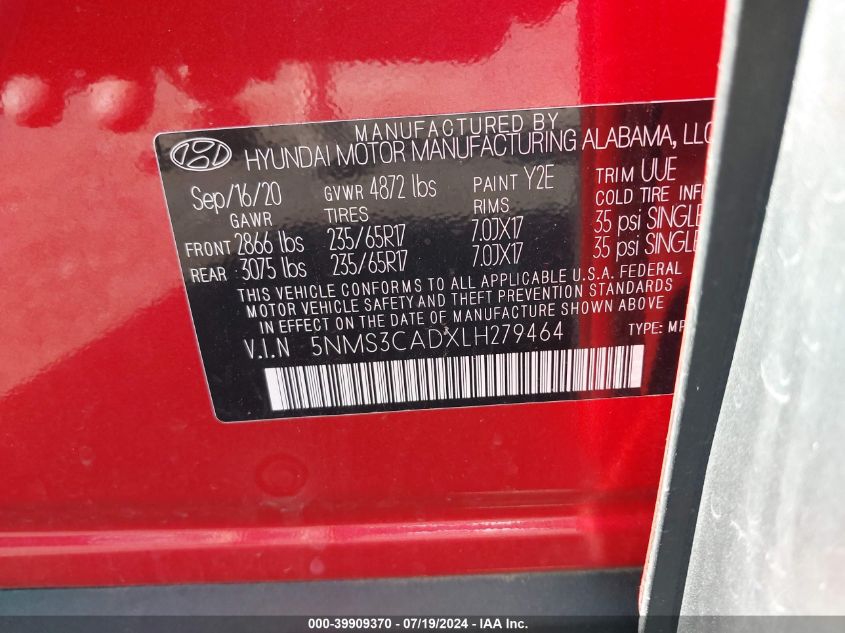 MANUFACTURED BY
HYUNDAI MOTOR MANUFACTURING ALABAMA, LLC
Sep/16/20 GVWR 4872 lbs PAINT Y2E TRIM UUE
GAWR TIRES RIMS COLD TIRE INF
FRONT 2866 lbs 235/65R17 7.0JX17 35 psi SINGLE
REAR 3075 lbs 235/65R17 7.0JX17 35 psi SINGLE
THIS VEHICLE CONFORMS TO ALL APPLICABLE U.S.A. FEDERAL
MOTOR VEHICLE SAFETY AND THEFT PREVENTION STANDARDS
IN EFFECT ON THE DATE OF MANUFACTURE SHOWN ABOVE
V.I.N 5NMS3CADXLH279464 TYPE: MP
000-39909370 / 07/19/2024 - IAA Inc.